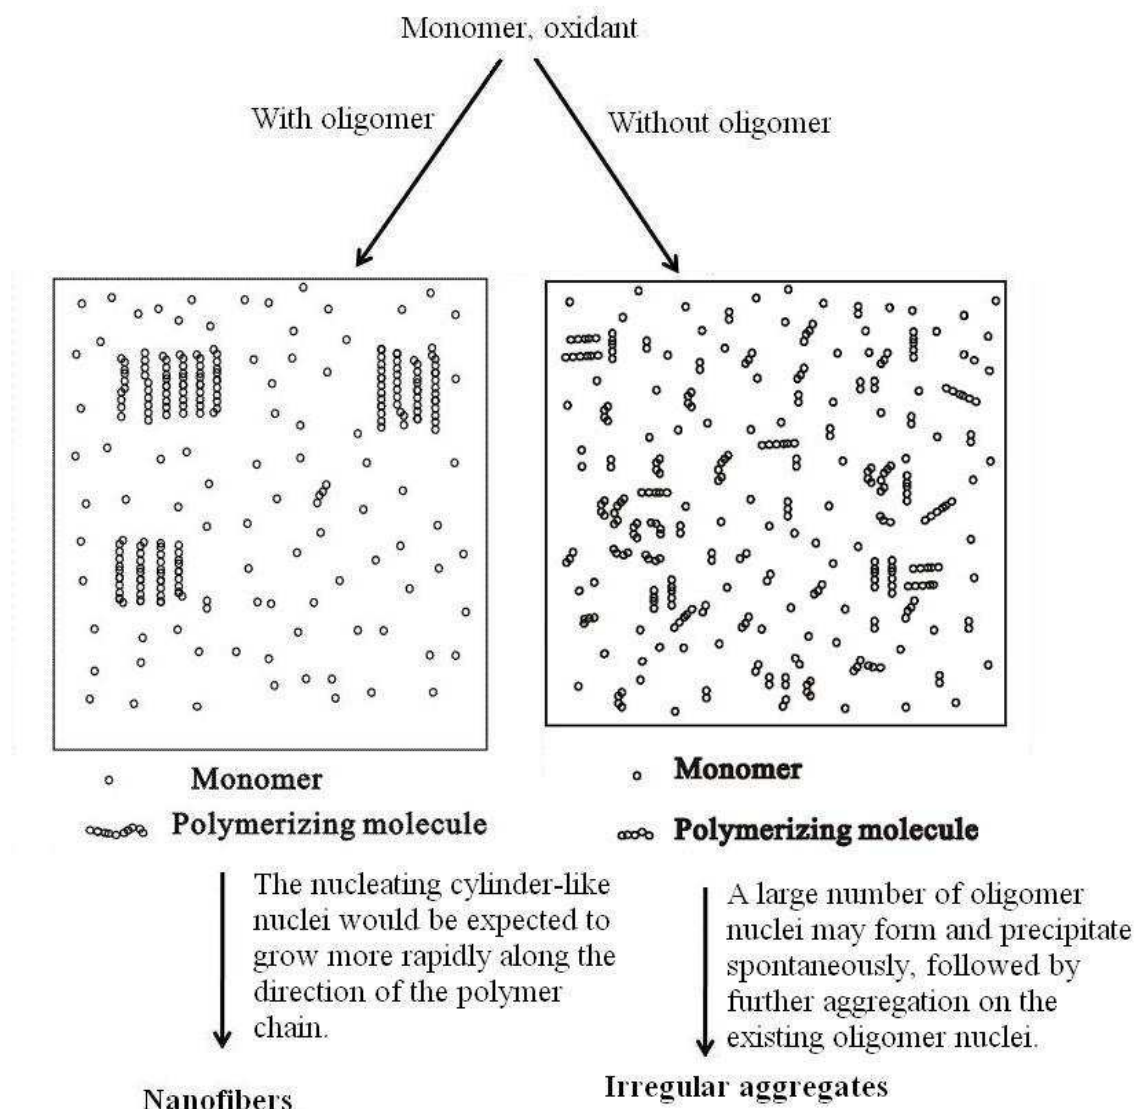 Monomer, oxidant
With oligomer
Without oligomer
Monomer
Polymerizing molecule
The nucleating cylinder-like
nuclei would be expected to
grow more rapidly along the
direction of the polymer
chain.
Nanofibers
Monomer
Polymerizing molecule
A large number of oligomer
nuclei may form and precipitate
spontaneously, followed by
further aggregation on the
existing oligomer nuclei.
Irregular aggregates